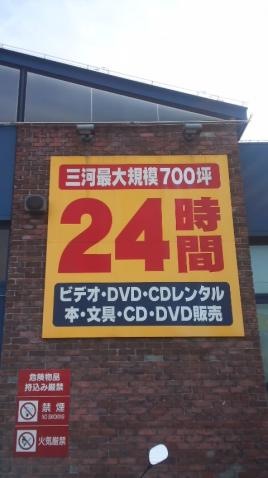 三河最大規模700坪
24時間
ビデオ・DVD・CDレンタル
本・文具・CD・DVD販売
危険物品
持込み厳禁
禁煙
NO SMOKING
火気厳禁